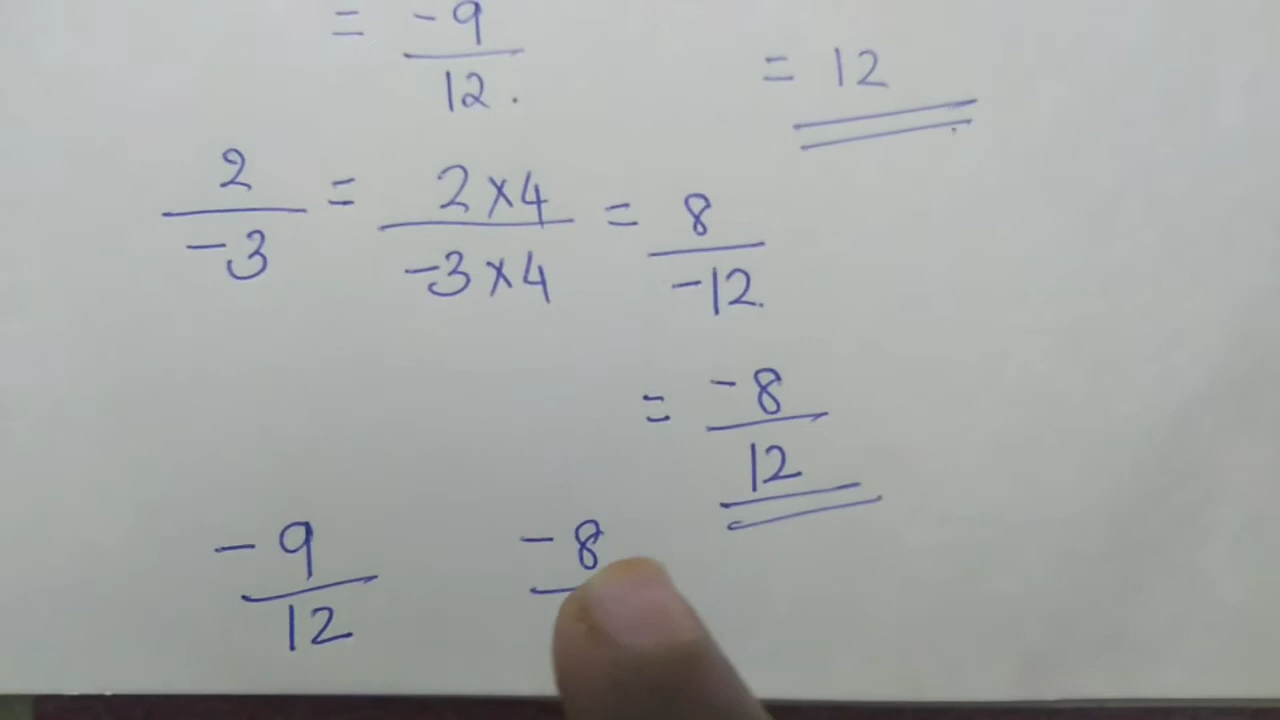 = -9/12.
= 12
2/-3 = 2×4/-3×4 = 8/-12.
= -8/12
-9/12 -8